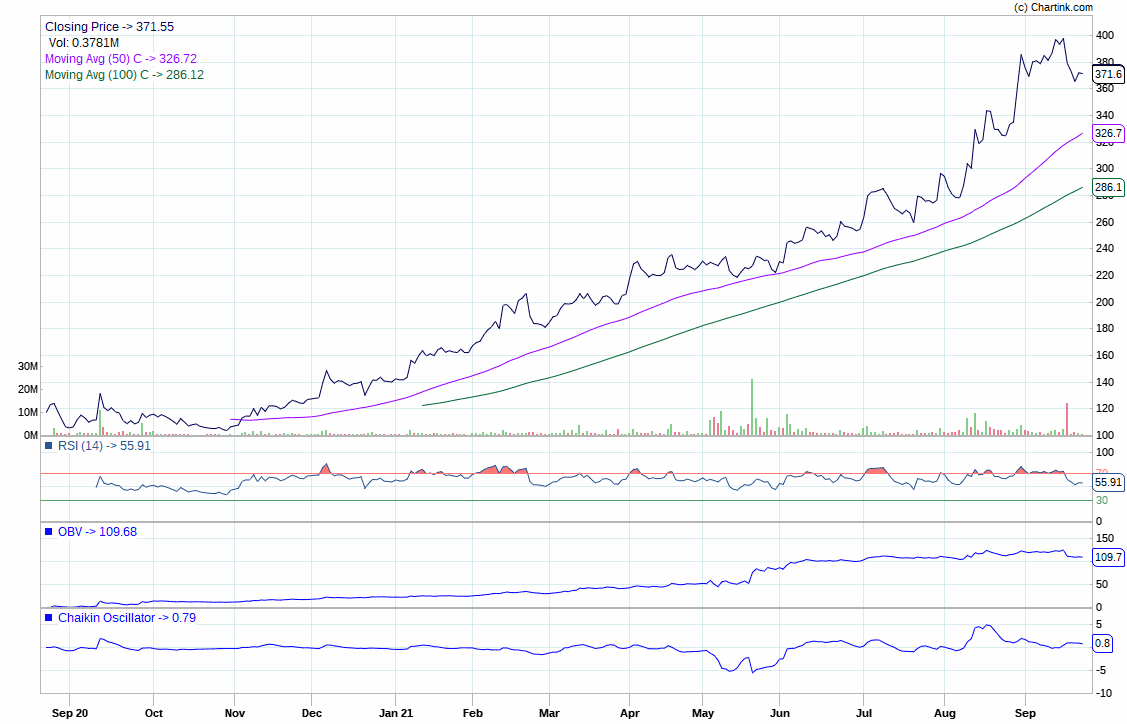 (c) Chartink.com
Closing Price -> 371.55
Vol: 0.3781M
Moving Avg (50) C -> 326.72
Moving Avg (100) C -> 286.12
400
380
371.6
360
340
326.7
320
300
286.1
280
260
240
220
200
180
160
140
120
100
30M
20M
10M
0M
RSI (14) -> 55.91
100
70
55.91
30
0
OBV -> 109.68
150
109.7
50
0
Chaikin Oscillator -> 0.79
5
0.8
-5
-10
Sep 20 Oct Nov Dec Jan 21 Feb Mar Apr May Jun Jul Aug Sep